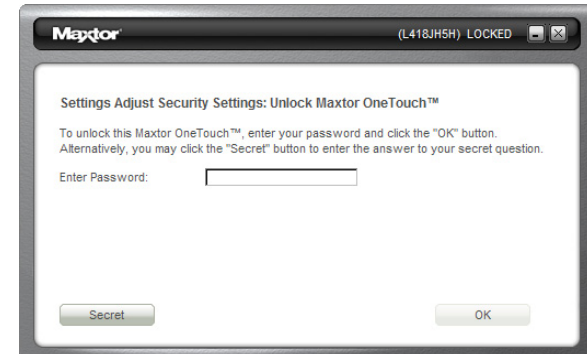 Maxtor (L418JH5H) LOCKED
Settings Adjust Security Settings: Unlock Maxtor OneTouch™
To unlock this Maxtor OneTouch™, enter your password and click the "OK" button.
Alternatively, you may click the "Secret" button to enter the answer to your secret question.
Enter Password:
Secret OK